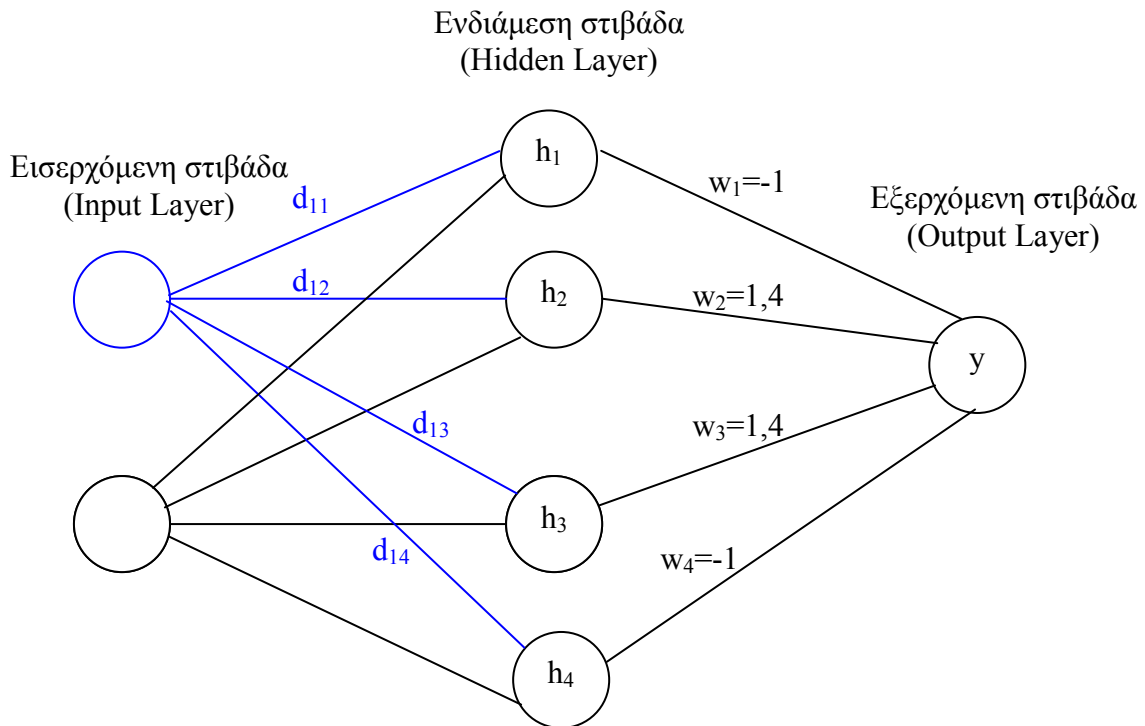 Ενδιάμεση στιβάδα
(Hidden Layer)
Εισερχόμενη στιβάδα
(Input Layer)
Εξερχόμενη στιβάδα
(Output Layer)
h₁
d₁₁
w₁=-1
d₁₂
h₂
w₂=1,4
y
d₁₃
w₃=1,4
h₃
d₁₄
w₄=-1
h₄